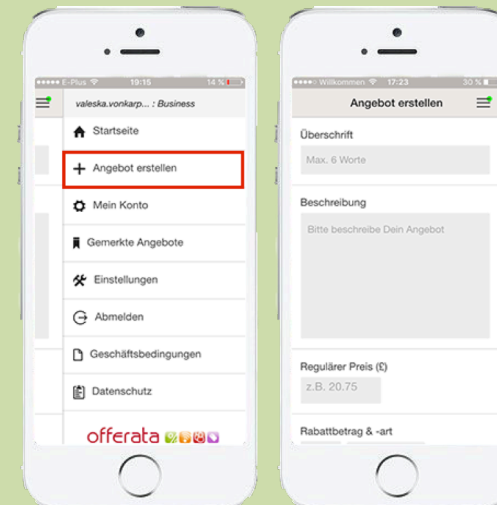 E-Plus 19:15 14 %
valeska.vonkarp... : Business
Startseite
Angebot erstellen
Mein Konto
Gemerkte Angebote
Einstellungen
Abmelden
Geschäftsbedingungen
Datenschutz
offerata
Willkommen 17:23 30 %
Angebot erstellen
Überschrift
Max. 6 Worte
Beschreibung
Bitte beschreibe Dein Angebot
Regulärer Preis (£)
z.B. 20.75
Rabattbetrag & -art